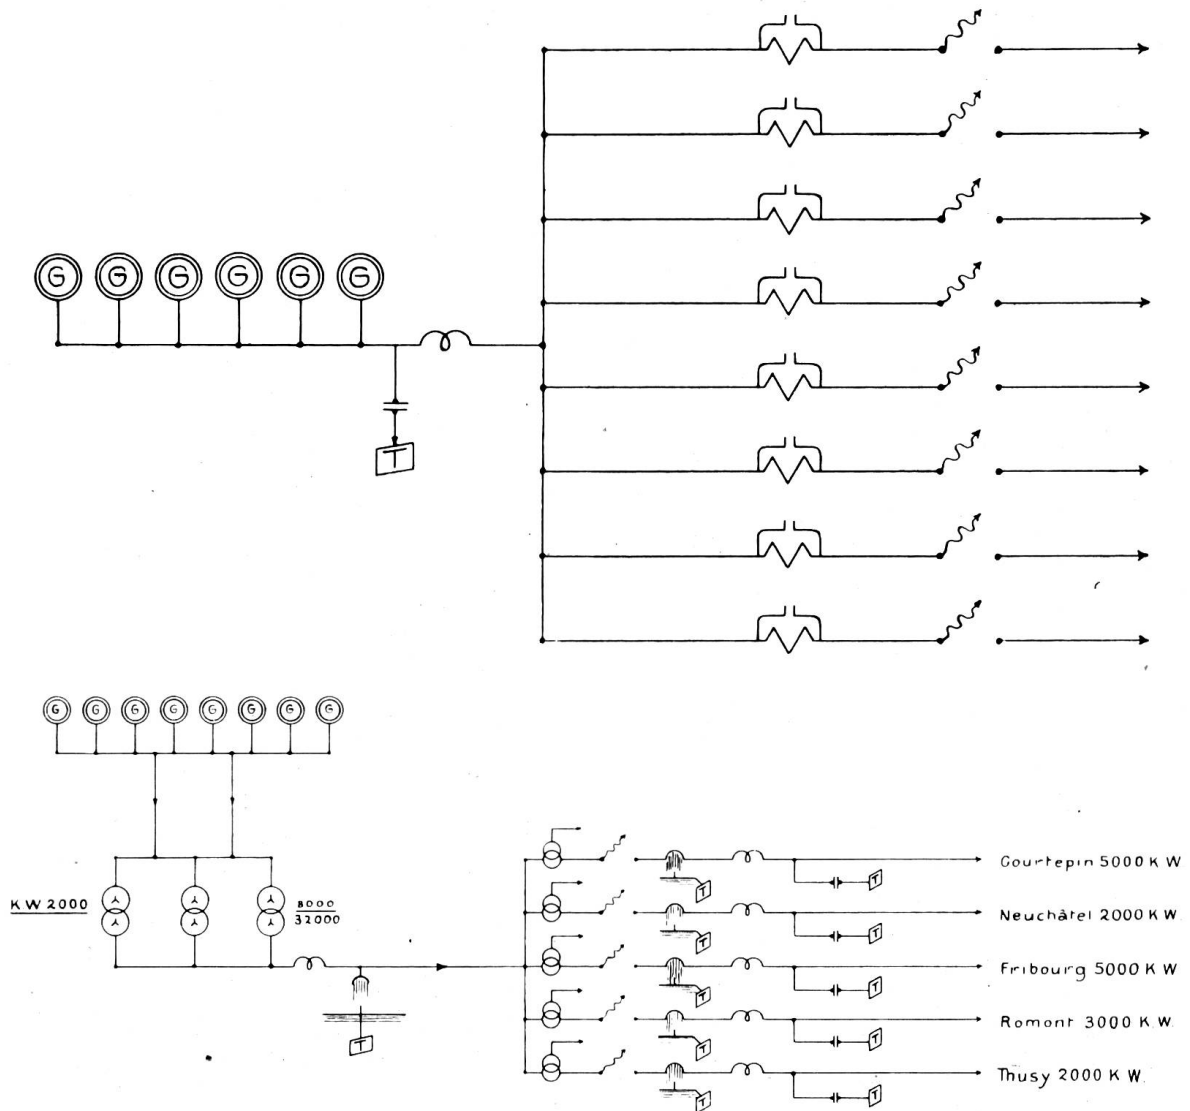 G G G G G G
T
G G G G G G G G
KW 2000
8000
32000
T
T
T
Courtepin 5000 K W
T
T
Neuchâtel 2000 K W.
T
T
Fribourg 5000 K W
T
T
Romont 3000 K.W.
T
T
Thusy 2000 K W.
T
T